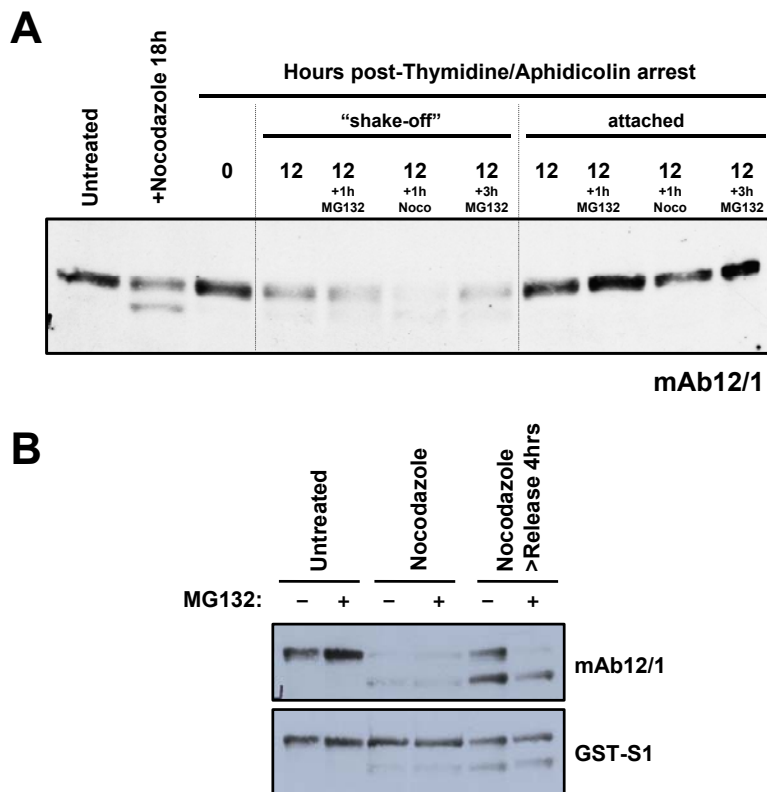 A
Untreated
+Nocodazole 18h
Hours post-Thymidine/Aphidicolin arrest
“shake-off”
attached
0
12
12
+1h
MG132
12
+1h
Noco
12
+3h
MG132
12
12
+1h
MG132
12
+1h
Noco
12
+3h
MG132
mAb12/1
B
Untreated
Nocodazole
Nocodazole
>Release 4hrs
MG132: – + – + – +
mAb12/1
GST-S1